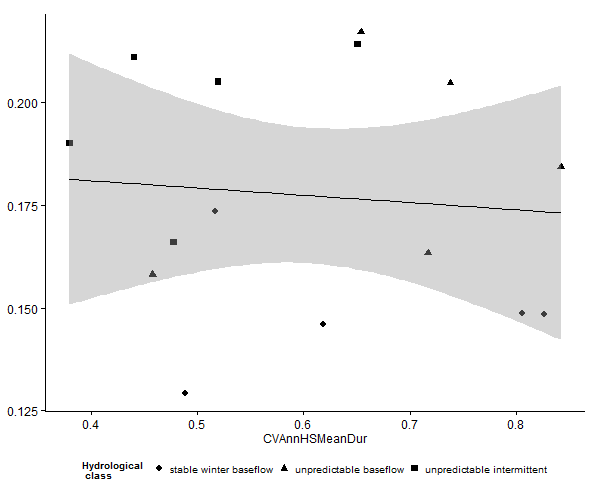 0.200
0.175
0.150
0.125
0.4 0.5 0.6 0.7 0.8
CVAnnHSMeanDur
Hydrological
class
stable winter baseflow unpredictable baseflow unpredictable intermittent